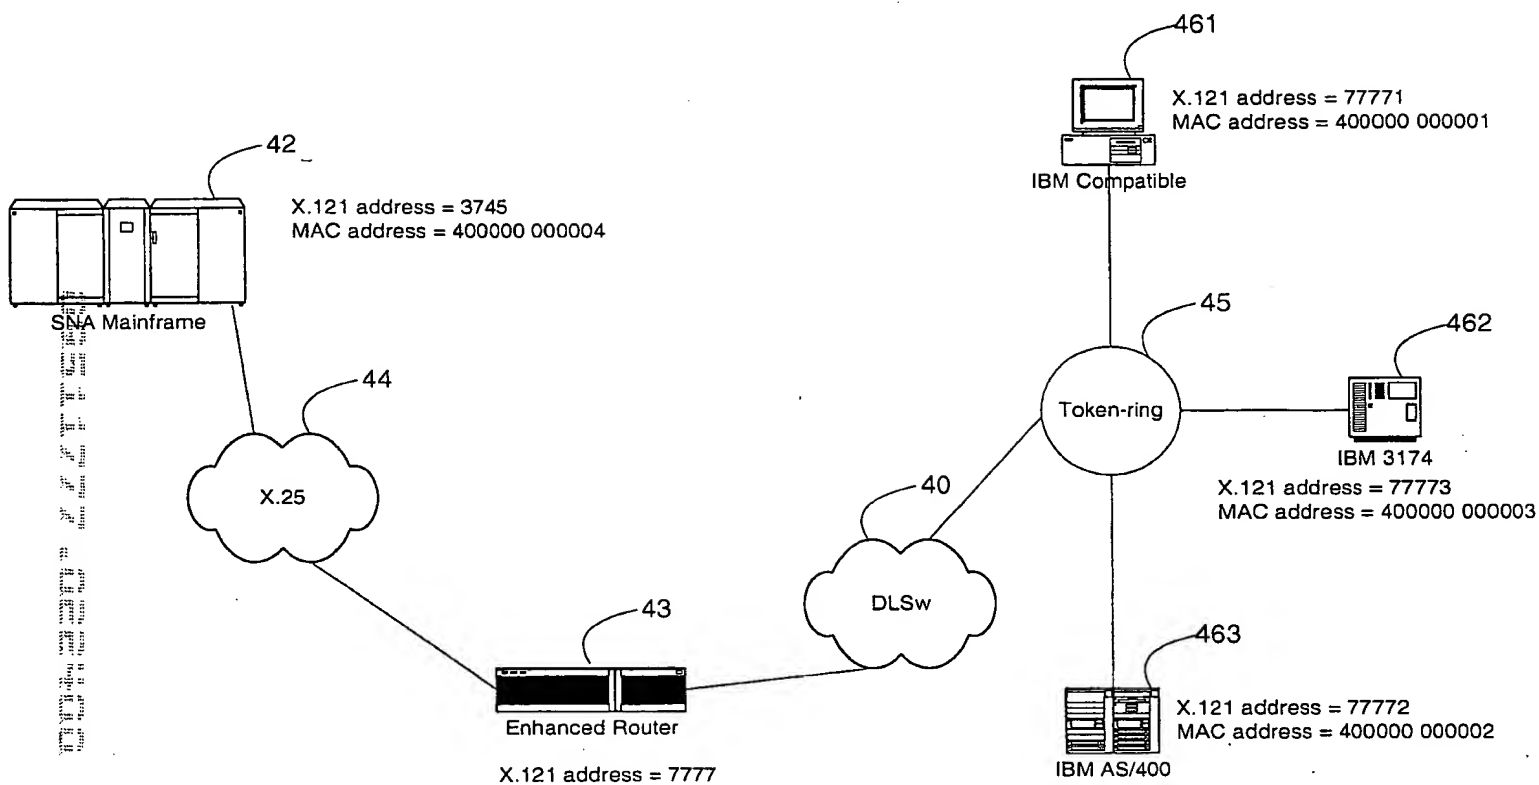 461
X.121 address = 77771
MAC address = 400000 000001
IBM Compatible
42
X.121 address = 3745
MAC address = 400000 000004
SNA Mainframe
45
462
44
Token-ring
IBM 3174
X.121 address = 77773
MAC address = 400000 000003
X.25
40
DLSw
43
463
Enhanced Router
X.121 address = 77772
MAC address = 400000 000002
IBM AS/400
X.121 address = 7777